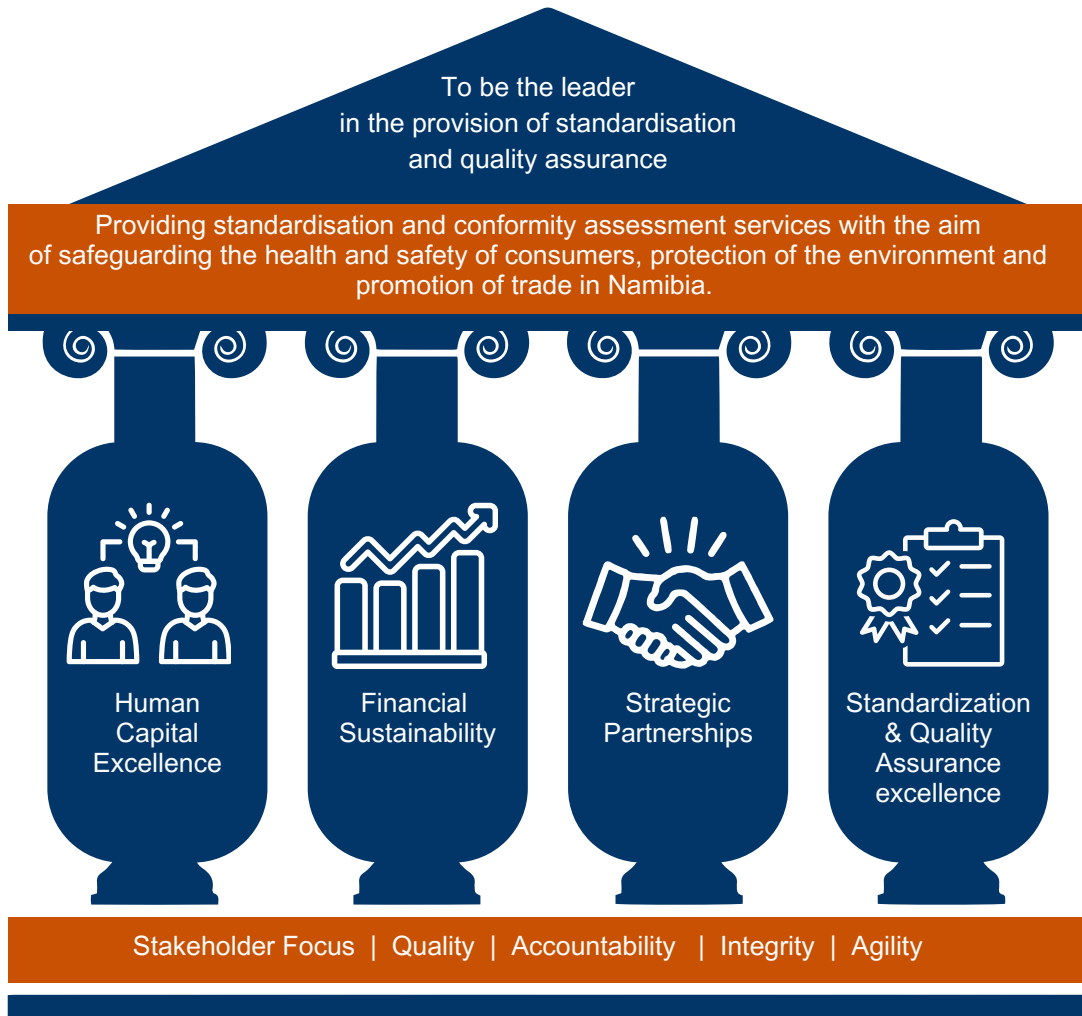 To be the leader
in the provision of standardisation
and quality assurance
Providing standardisation and conformity assessment services with the aim
of safeguarding the health and safety of consumers, protection of the environment and
promotion of trade in Namibia.
Human
Capital
Excellence
Financial
Sustainability
Strategic
Partnerships
Standardization
& Quality
Assurance
excellence
Stakeholder Focus | Quality | Accountability | Integrity | Agility